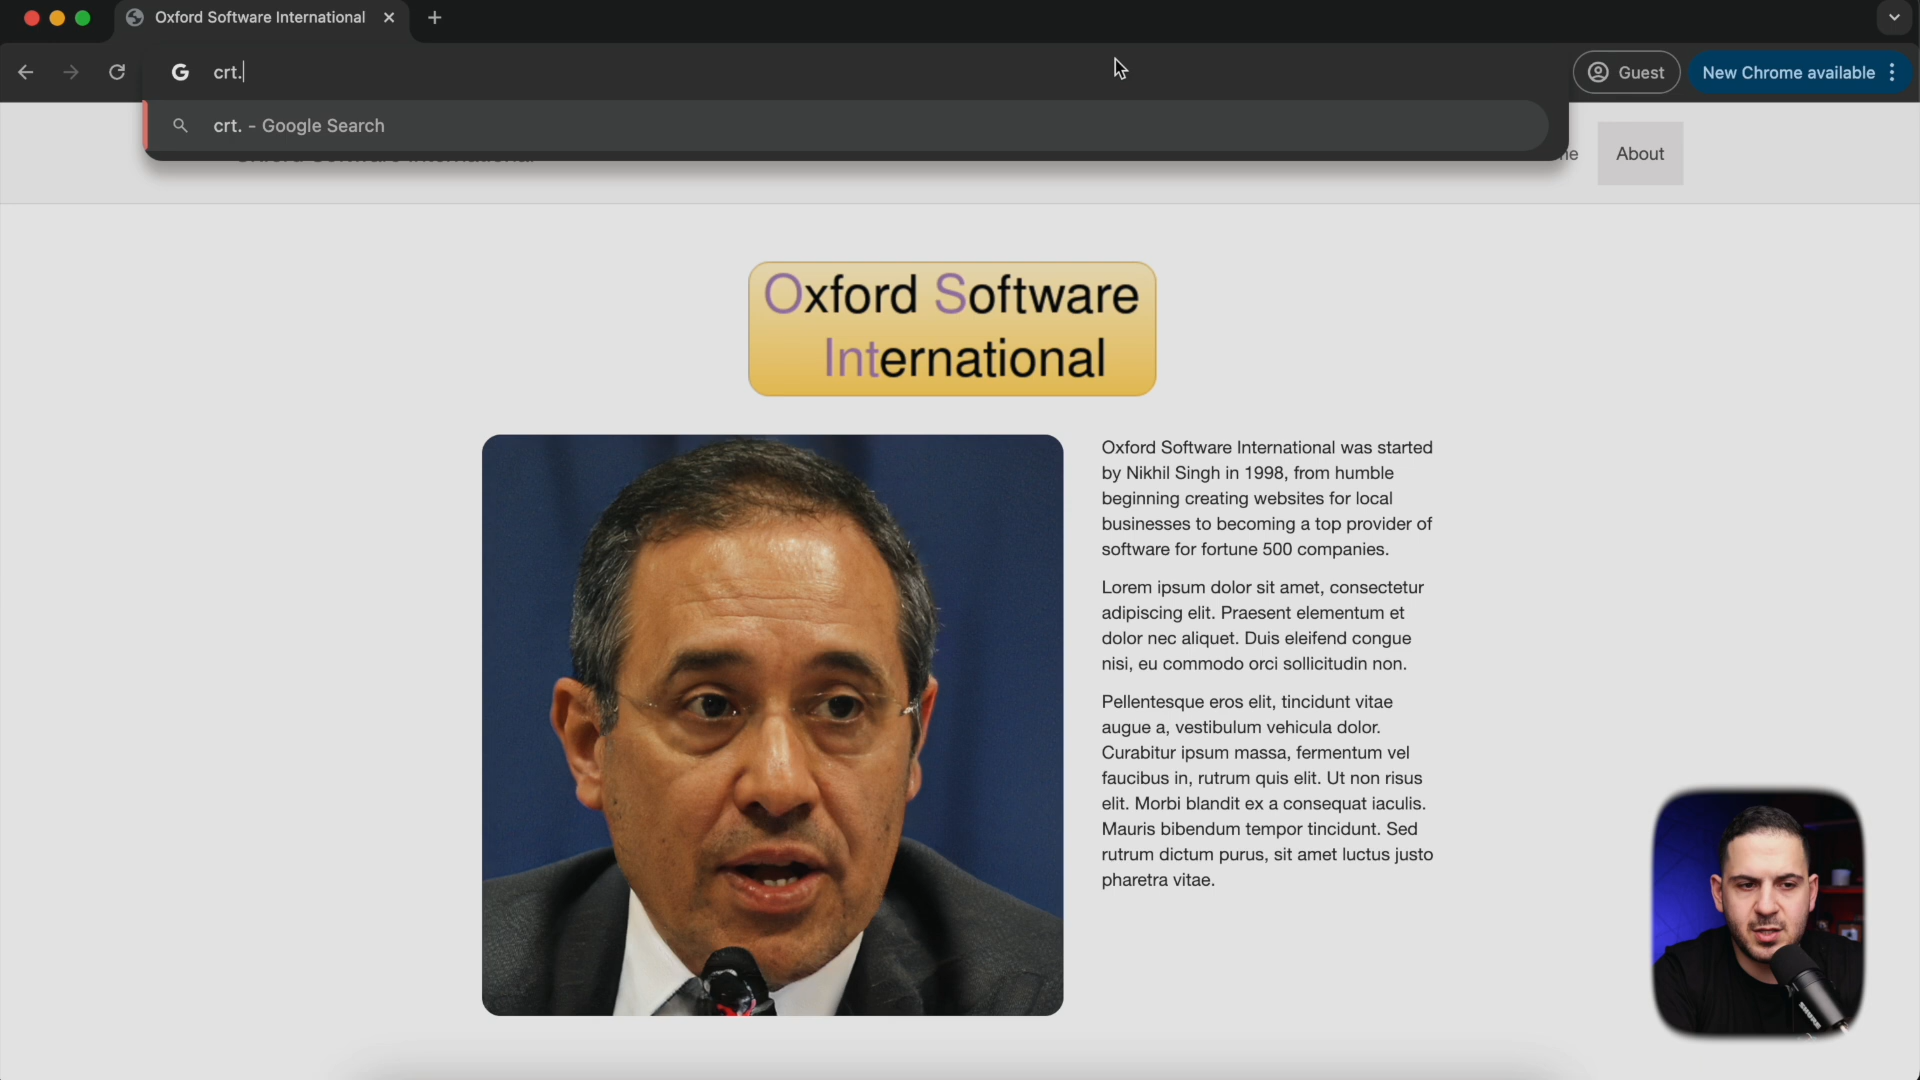 Oxford Software International
crt.
Guest
New Chrome available
crt. - Google Search
About
Oxford Software
International
Oxford Software International was started
by Nikhil Singh in 1998, from humble
beginning creating websites for local
businesses to becoming a top provider of
software for fortune 500 companies.
Lorem ipsum dolor sit amet, consectetur
adipiscing elit. Praesent elementum et
dolor nec aliquet. Duis eleifend congue
nisi, eu commodo orci sollicitudin non.
Pellentesque eros elit, tincidunt vitae
augue a, vestibulum vehicula dolor.
Curabitur ipsum massa, fermentum vel
faucibus in, rutrum quis elit. Ut non risus
elit. Morbi blandit ex a consequat iaculis.
Mauris bibendum tempor tincidunt. Sed
rutrum dictum purus, sit amet luctus justo
pharetra vitae.